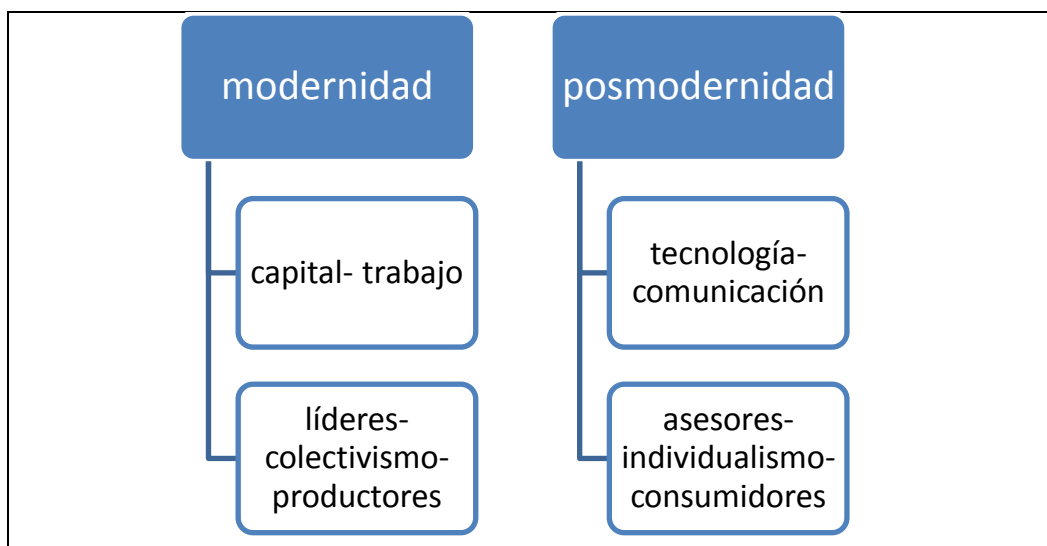 modernidad
capital- trabajo
líderes-
colectivismo-
productores
posmodernidad
tecnología-
comunicación
asesores-
individualismo-
consumidores